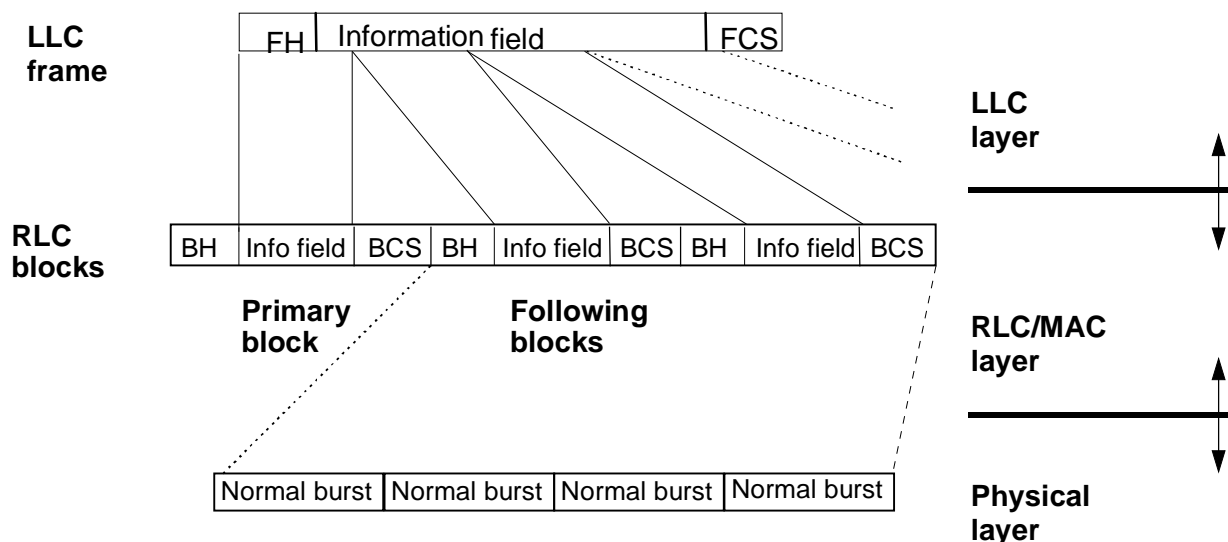 LLC
frame
FH
Information field
FCS
LLC
layer
RLC
blocks
BH
Info field
BCS
BH
Info field
BCS
BH
Info field
BCS
Primary
block
Following
blocks
RLC/MAC
layer
Normal burst
Normal burst
Normal burst
Normal burst
Physical
layer